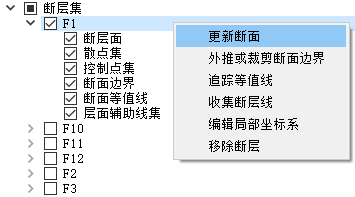 断层集
F1
断层面
散点集
控制点集
断面边界
断面等值线
层面辅助线集
F10
F11
F12
F2
F3
更新断面
外推或裁剪断面边界
追踪等值线
收集断层线
编辑局部坐标系
移除断层